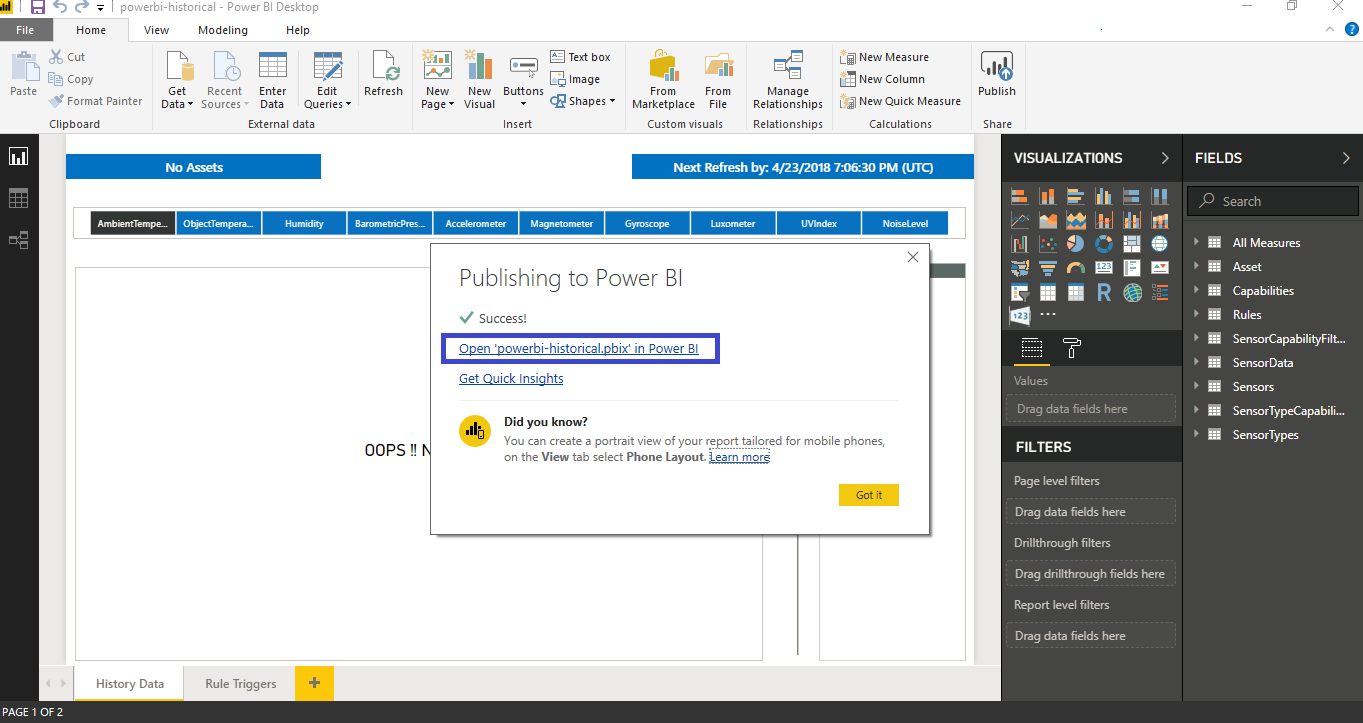 powerbi-historical - Power BI Desktop
File Home View Modeling Help
Paste
Cut
Copy
Format Painter
Clipboard
Get Data
Recent Sources
Enter Data
Edit Queries
Refresh
External data
New Page
New Visual
Buttons
Text box
Image
Shapes
Insert
From Marketplace
From File
Custom visuals
Manage Relationships
Relationships
New Measure
New Column
New Quick Measure
Calculations
Publish
Share
No Assets
Next Refresh by: 4/23/2018 7:06:30 PM (UTC)
AmbientTempe... ObjectTempera... Humidity BarometricPres... Accelerometer Magnetometer Gyroscope Luxometer UVIndex NoiseLevel
Publishing to Power BI
Success!
Open 'powerbi-historical.pbix' in Power BI
Get Quick Insights
Did you know?
You can create a portrait view of your report tailored for mobile phones,
on the View tab select Phone Layout. Learn more
Got it
OOPS !! N
VISUALIZATIONS
123
R
123
Values
Drag data fields here
FILTERS
Page level filters
Drag data fields here
Drillthrough filters
Drag drillthrough fields here
Report level filters
Drag data fields here
FIELDS
Search
All Measures
Asset
Capabilities
Rules
SensorCapabilityFilt...
SensorData
Sensors
SensorTypeCapabili...
SensorTypes
History Data Rule Triggers +
PAGE 1 OF 2